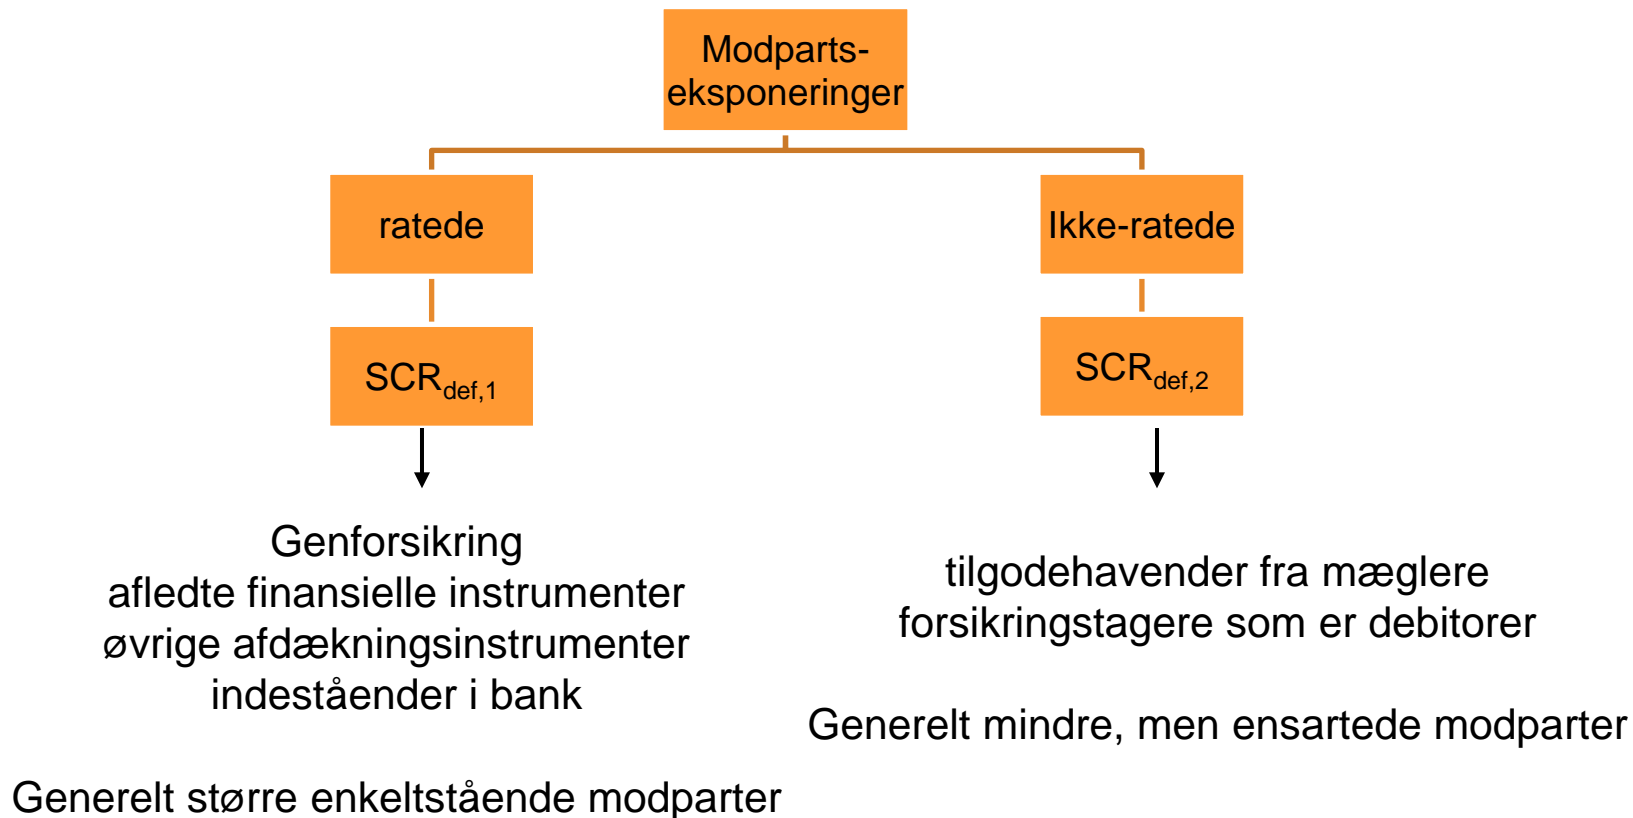 Modparts-
eksponeringer
ratede
Ikke-ratede
SCRdef,1
SCRdef,2
Genforsikring
afledte finansielle instrumenter
øvrige afdækningsinstrumenter
indeståender i bank
Generelt større enkeltstående modparter
tilgodehavender fra mæglere
forsikringstagere som er debitorer
Generelt mindre, men ensartede modparter